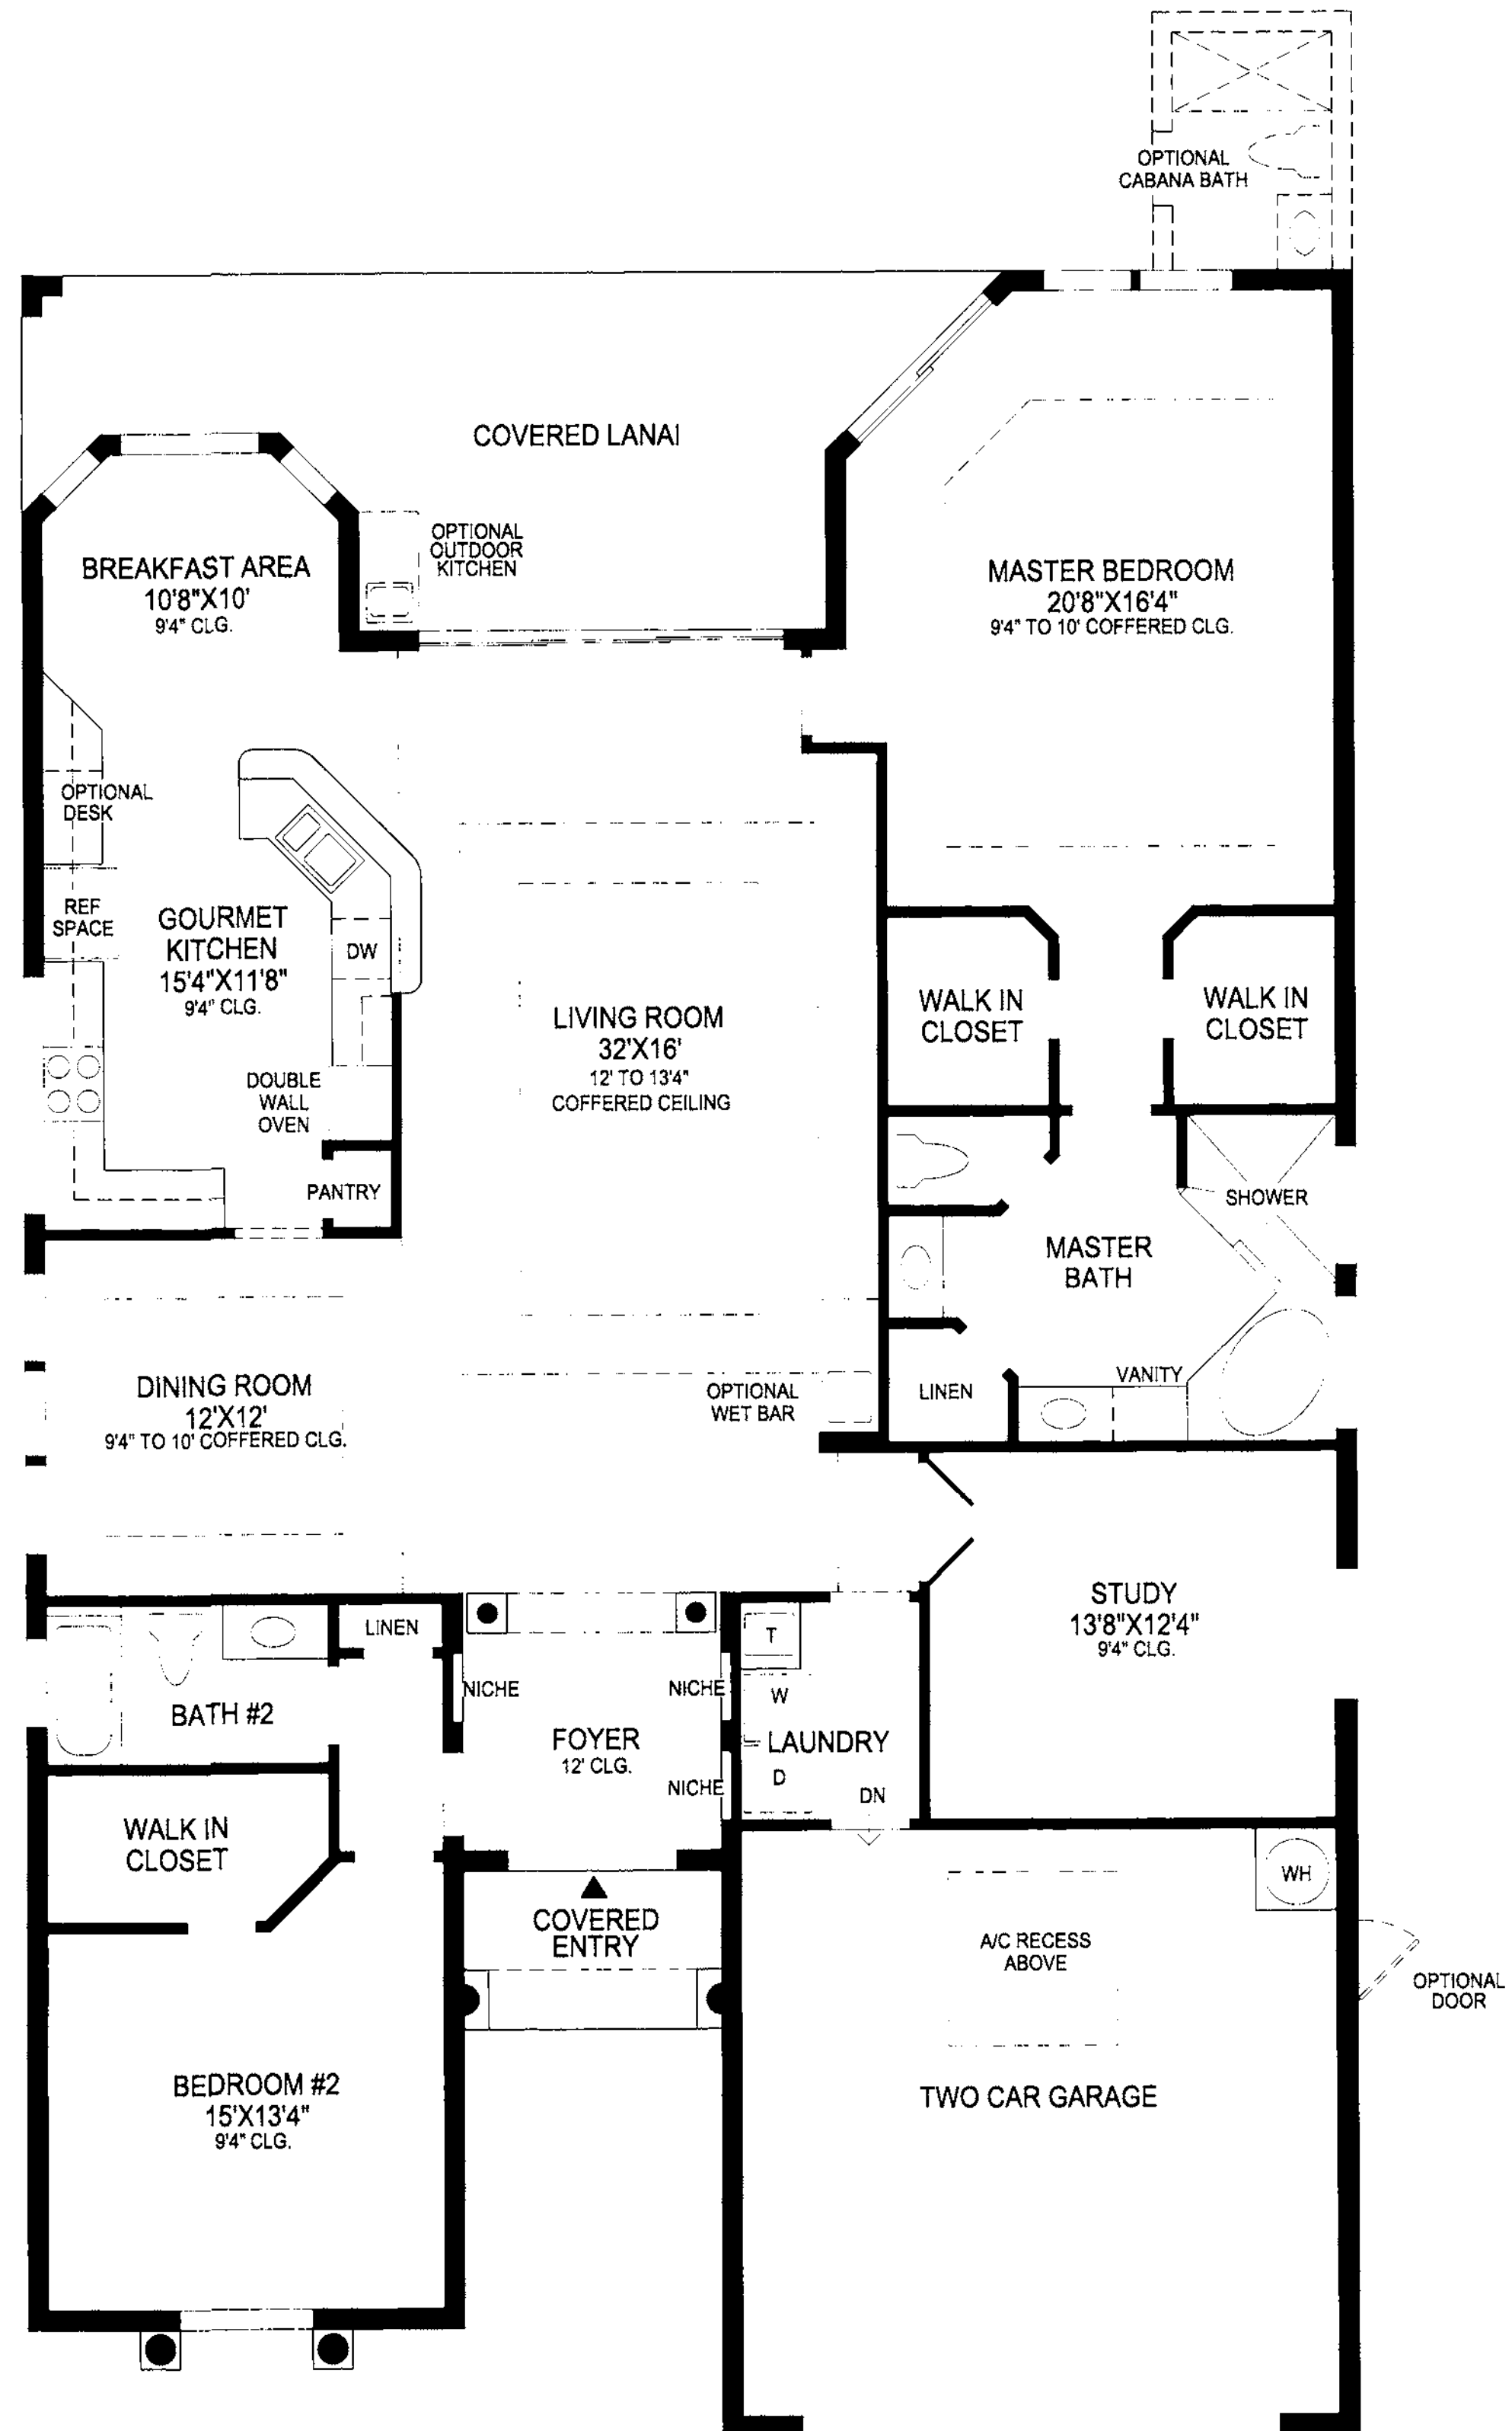 OPTIONAL
CABANA BATH
COVERED LANAI
OPTIONAL
OUTDOOR
KITCHEN
BREAKFAST AREA
10'8"X10'
9'4" CLG.
MASTER BEDROOM
20'8"X16'4"
9'4" TO 10' COFFERED CLG.
OPTIONAL
DESK
REF
SPACE
GOURMET
KITCHEN
15'4"X11'8"
9'4" CLG.
DW
LIVING ROOM
32'X16'
12' TO 13'4"
COFFERED CEILING
WALK IN
CLOSET
WALK IN
CLOSET
DOUBLE
WALL
OVEN
PANTRY
SHOWER
MASTER
BATH
DINING ROOM
12'X12'
9'4" TO 10' COFFERED CLG.
OPTIONAL
WET BAR
LINEN
VANITY
STUDY
13'8"X12'4"
9'4" CLG.
LINEN
BATH #2
NICHE
NICHE
NICHE
FOYER
12' CLG.
T
W
LAUNDRY
D
DN
WALK IN
CLOSET
COVERED
ENTRY
WH
A/C RECESS
ABOVE
OPTIONAL
DOOR
BEDROOM #2
15'X13'4"
9'4" CLG.
TWO CAR GARAGE